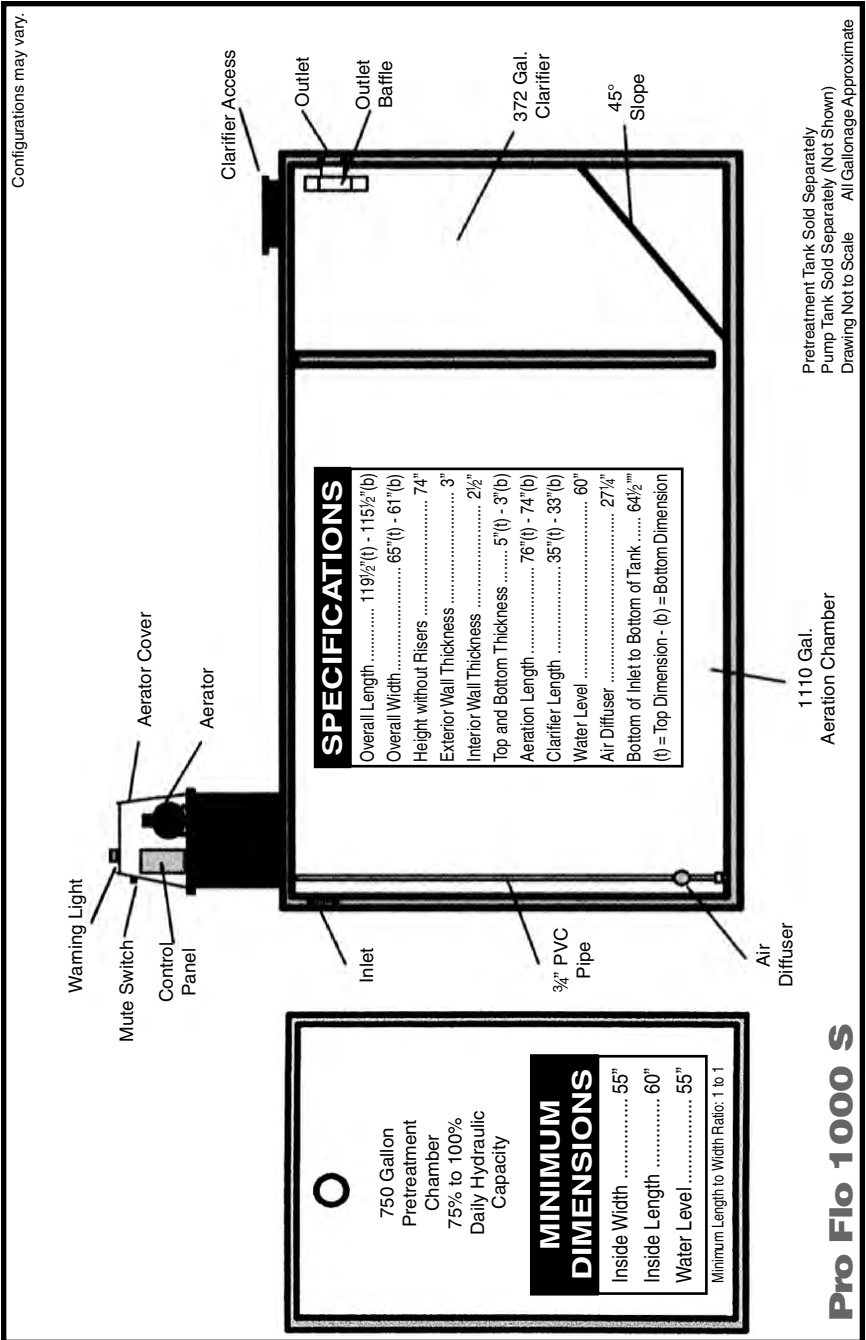 Configurations may vary.
Warning Light
Mute Switch
Control
Panel
Aerator Cover
Aerator
Clarifier Access
Outlet
Outlet
Baffle
Inlet
372 Gal.
Clarifier
45°
Slope
¾" PVC
Pipe
Air
Diffuser
1110 Gal.
Aeration Chamber
750 Gallon
Pretreatment
Chamber
75% to 100%
Daily Hydraulic
Capacity
MINIMUM
DIMENSIONS
Inside Width ............... 55"
Inside Length ............. 60"
Water Level ................ 55"
Minimum Length to Width Ratio: 1 to 1
SPECIFICATIONS
Overall Length ........... 119½"(t) - 115½"(b)
Overall Width .................. 65"(t) - 61"(b)
Height without Risers ................... 74"
Exterior Wall Thickness .................. 3"
Interior Wall Thickness ................. 2½"
Top and Bottom Thickness ....... 5"(t) - 3"(b)
Aeration Length ................ 76"(t) - 74"(b)
Clarifier Length ................ 35"(t) - 33"(b)
Water Level .................................. 60"
Air Diffuser ................................ 27¼"
Bottom of Inlet to Bottom of Tank ...... 64½""
(t) = Top Dimension - (b) = Bottom Dimension
Pretreatment Tank Sold Separately
Pump Tank Sold Separately (Not Shown)
Drawing Not to Scale All Gallonage Approximate
Pro Flo 1000 S